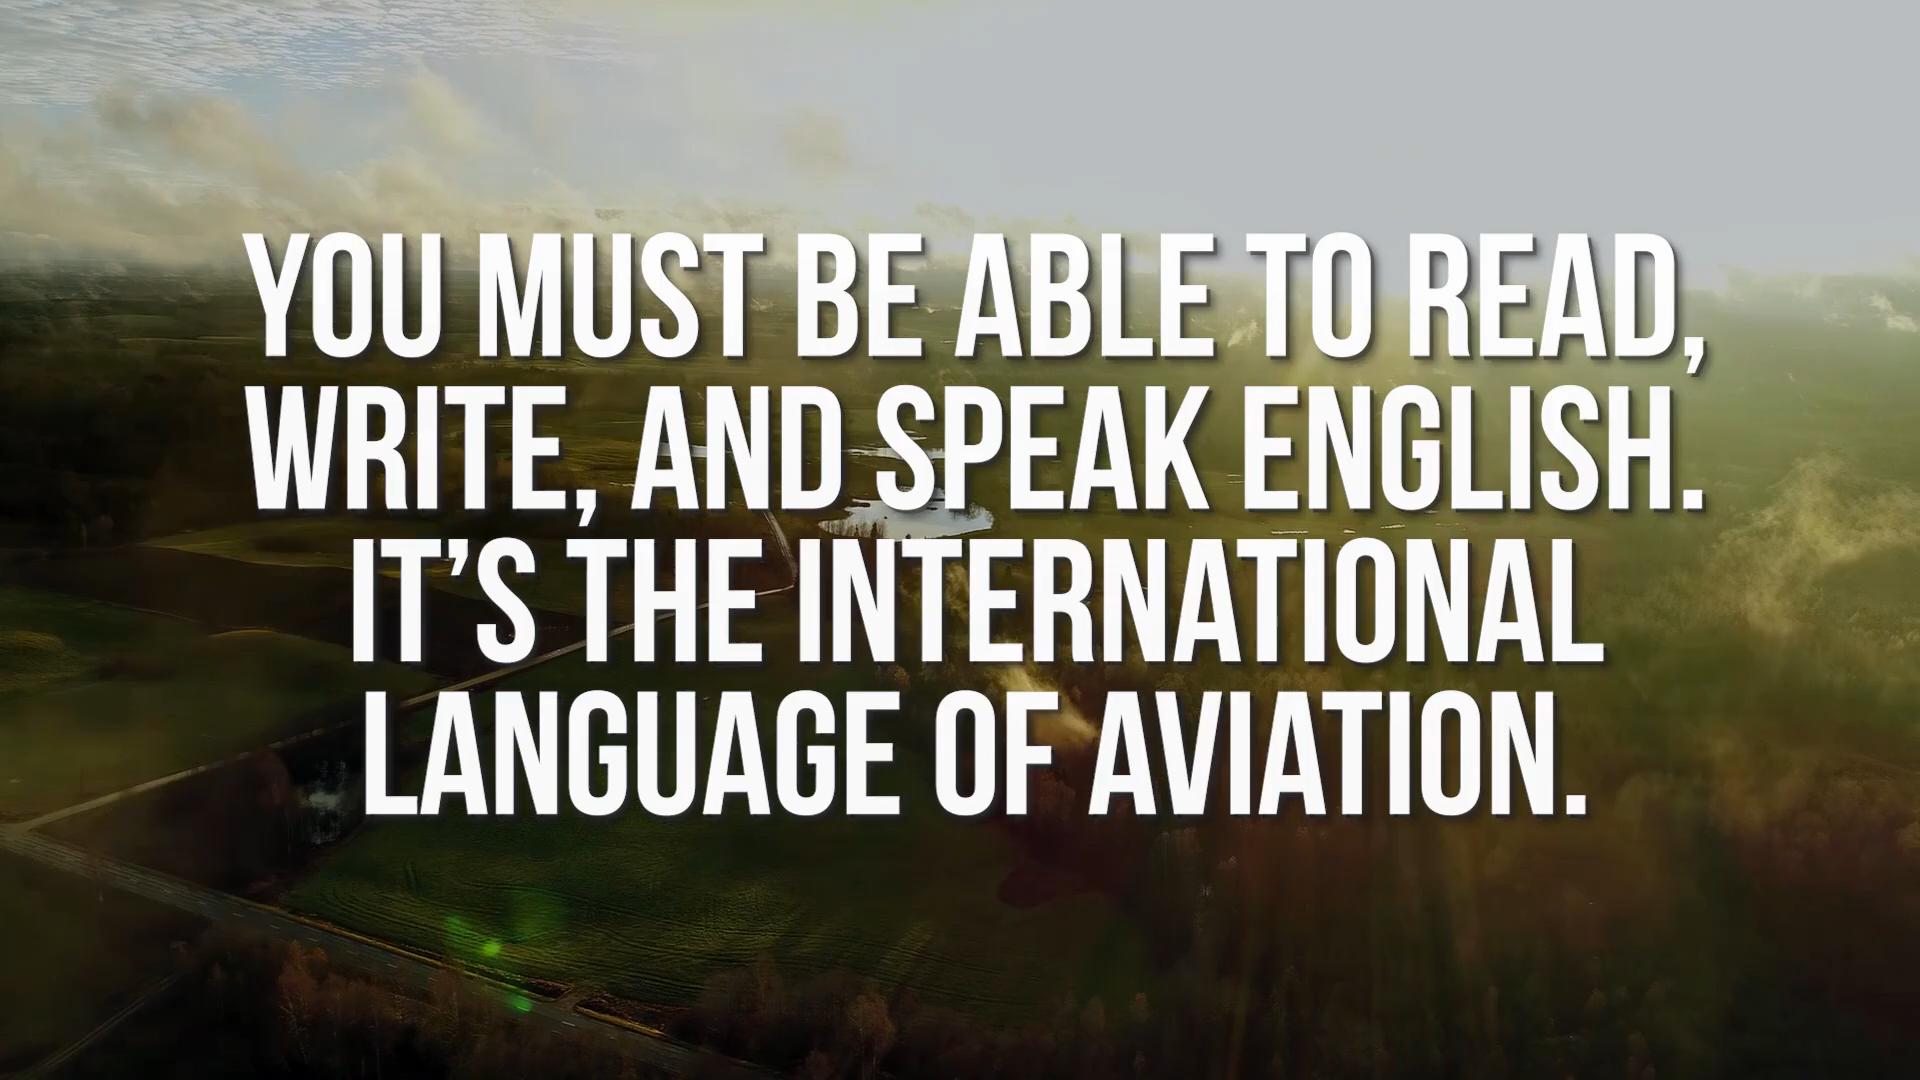 YOU MUST BE ABLE TO READ,
WRITE, AND SPEAK ENGLISH.
IT’S THE INTERNATIONAL
LANGUAGE OF AVIATION.